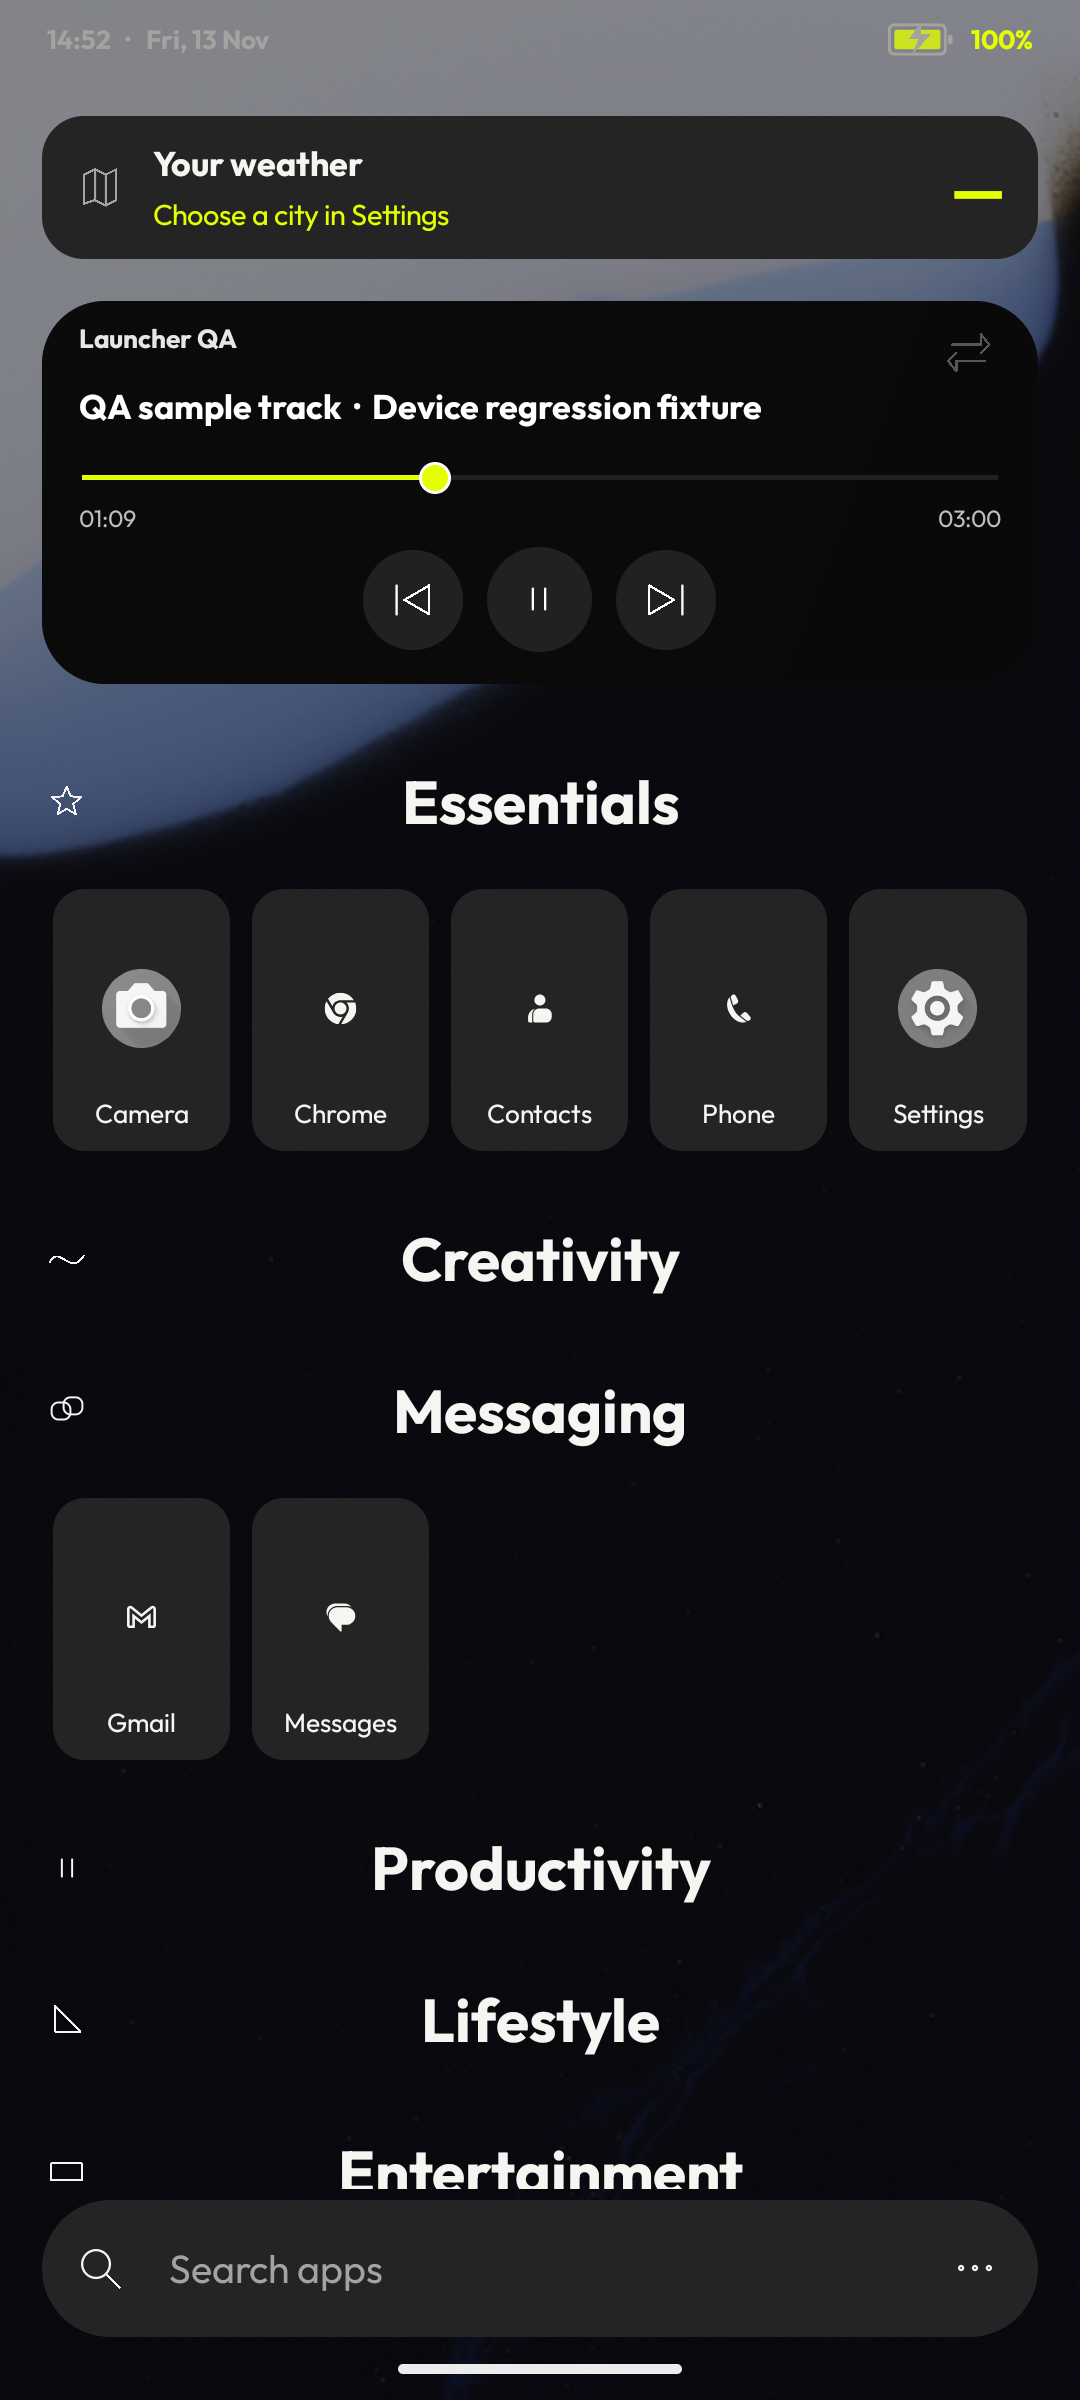 14:52 · Fri, 13 Nov
100%
Your weather
Choose a city in Settings
Launcher QA
QA sample track · Device regression fixture
01:09
03:00
Essentials
Camera
Chrome
Contacts
Phone
Settings
Creativity
Messaging
Gmail
Messages
Productivity
Lifestyle
Entertainment
Search apps